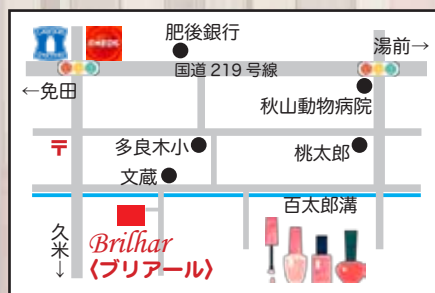 肥後銀行
湯前→
ENEOS
国道219号線
←免田
秋山動物病院
〒
多良木小
桃太郎
文蔵
百太郎溝
久米↓
Brilhar
〈ブリアール〉